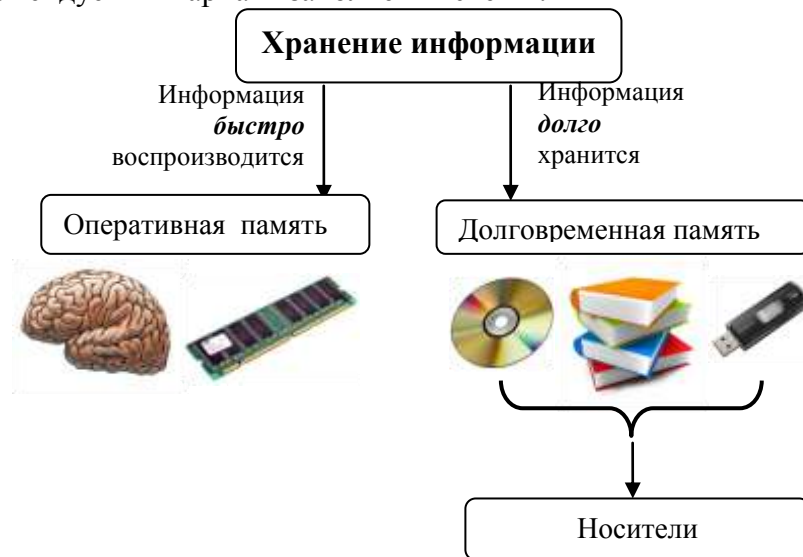 Хранение информации
Информация
быстро
воспроизводится
Информация
долго
хранится
Оперативная память
Долговременная память
Носители